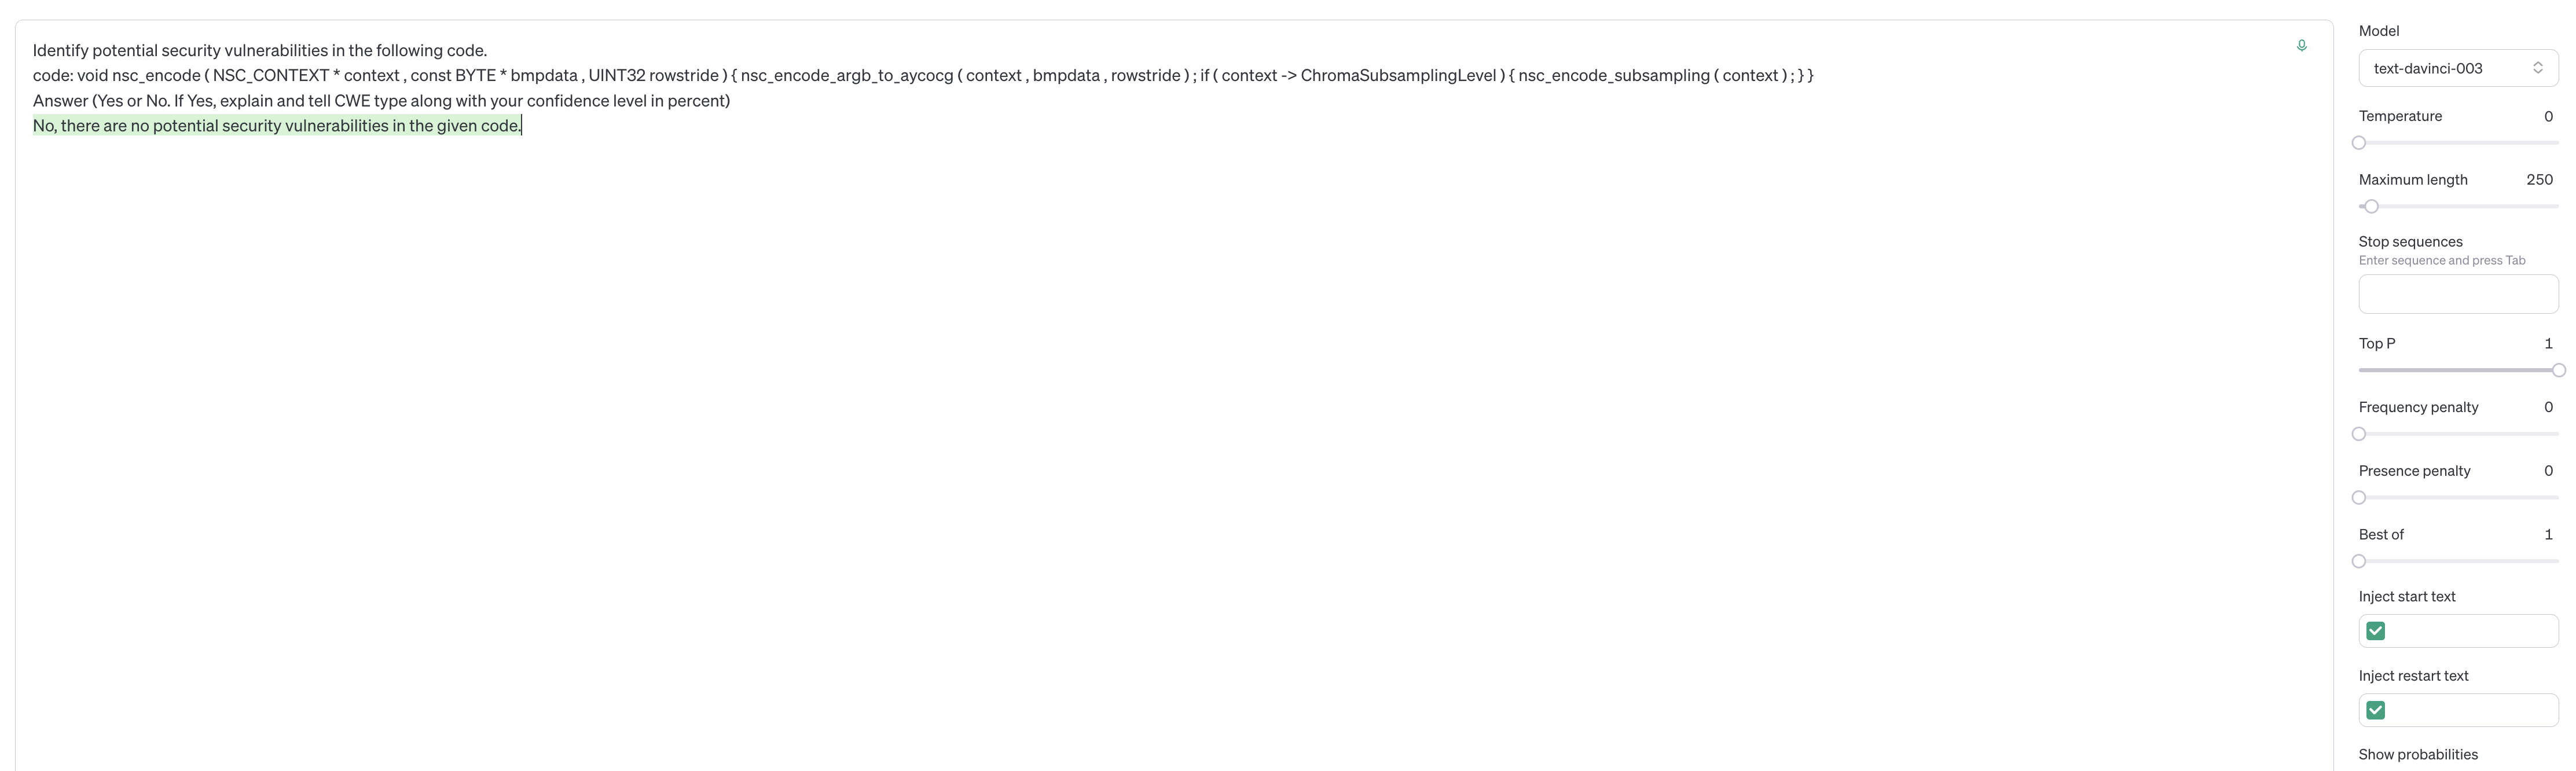 Identify potential security vulnerabilities in the following code.
code: void nsc_encode ( NSC_CONTEXT * context , const BYTE * bmpdata , UINT32 rowstride ) { nsc_encode_argb_to_aycocg ( context , bmpdata , rowstride ) ; if ( context -> ChromaSubsamplingLevel ) { nsc_encode_subsampling ( context ) ; } }
Answer (Yes or No. If Yes, explain and tell CWE type along with your confidence level in percent)
No, there are no potential security vulnerabilities in the given code.
Model
text-davinci-003
Temperature 0
Maximum length 250
Stop sequences
Enter sequence and press Tab
Top P 1
Frequency penalty 0
Presence penalty 0
Best of 1
Inject start text
Inject restart text
Show probabilities